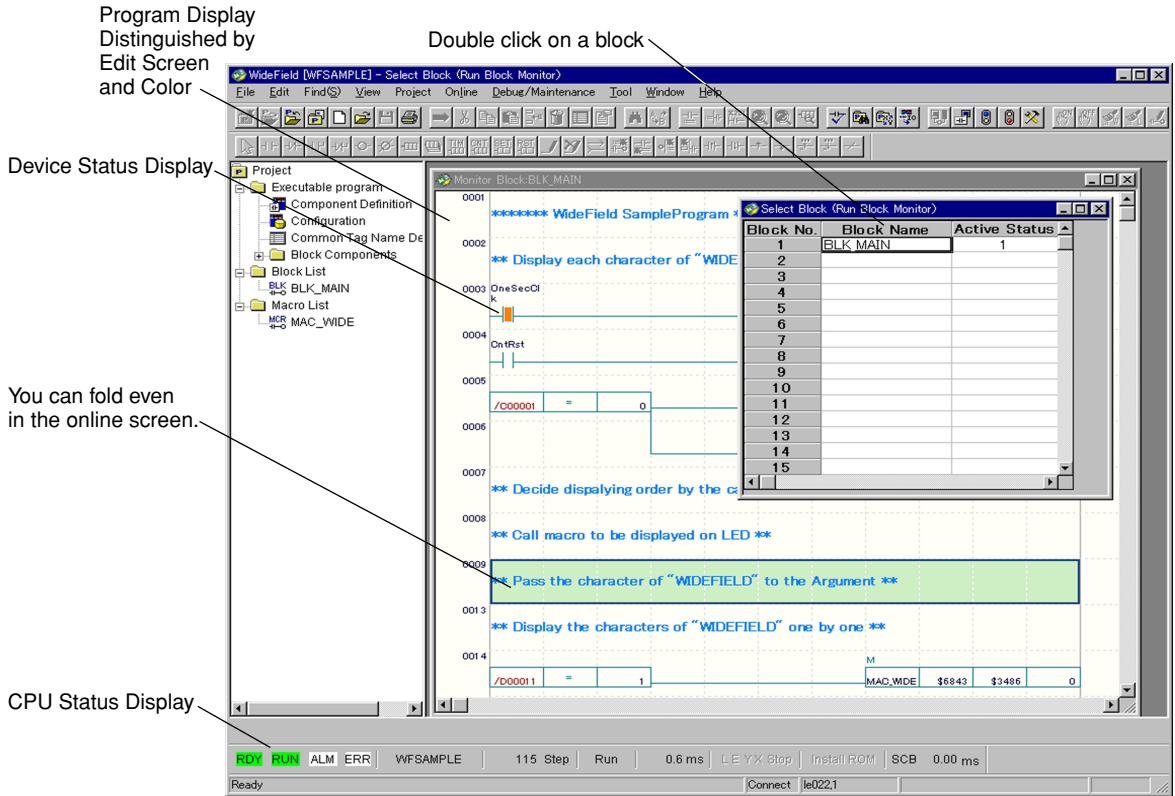 Program Display
Distinguished by
Edit Screen
and Color
Double click on a block
WideField [WFSAMPLE] - Select Block (Run Block Monitor)
File Edit Find(S) View Project Online Debug/Maintenance Tool Window Help
TIM CNT SET RST
Device Status Display
Project
Executable program
Component Definition
Configuration
Common Tag Name De
Block Components
Block List
BLK BLK_MAIN
Macro List
MCR MAC_WIDE
Monitor Block:BLK_MAIN
0001
******* WideField SampleProgram *
0002
** Display each character of "WIDE
0003 OneSecCl
k
0004
CntRst
0005
/C00001 = 0
0006
0007
** Decide dispalying order by the ca
0008
** Call macro to be displayed on LED **
0009
** Pass the character of "WIDEFIELD" to the Argument **
0013
** Display the characters of "WIDEFIELD" one by one **
0014
M
/D00011 = 1 MAC_WIDE $6843 $3486 0
Select Block (Run Block Monitor)
Block No. Block Name Active Status
1 BLK_MAIN 1
2
3
4
5
6
7
8
9
10
11
12
13
14
15
You can fold even
in the online screen.
CPU Status Display
RDY RUN ALM ERR WFSAMPLE 115 Step Run 0.6 ms L E Y X Stop Install ROM SCB 0.00 ms
Ready Connect le022,1